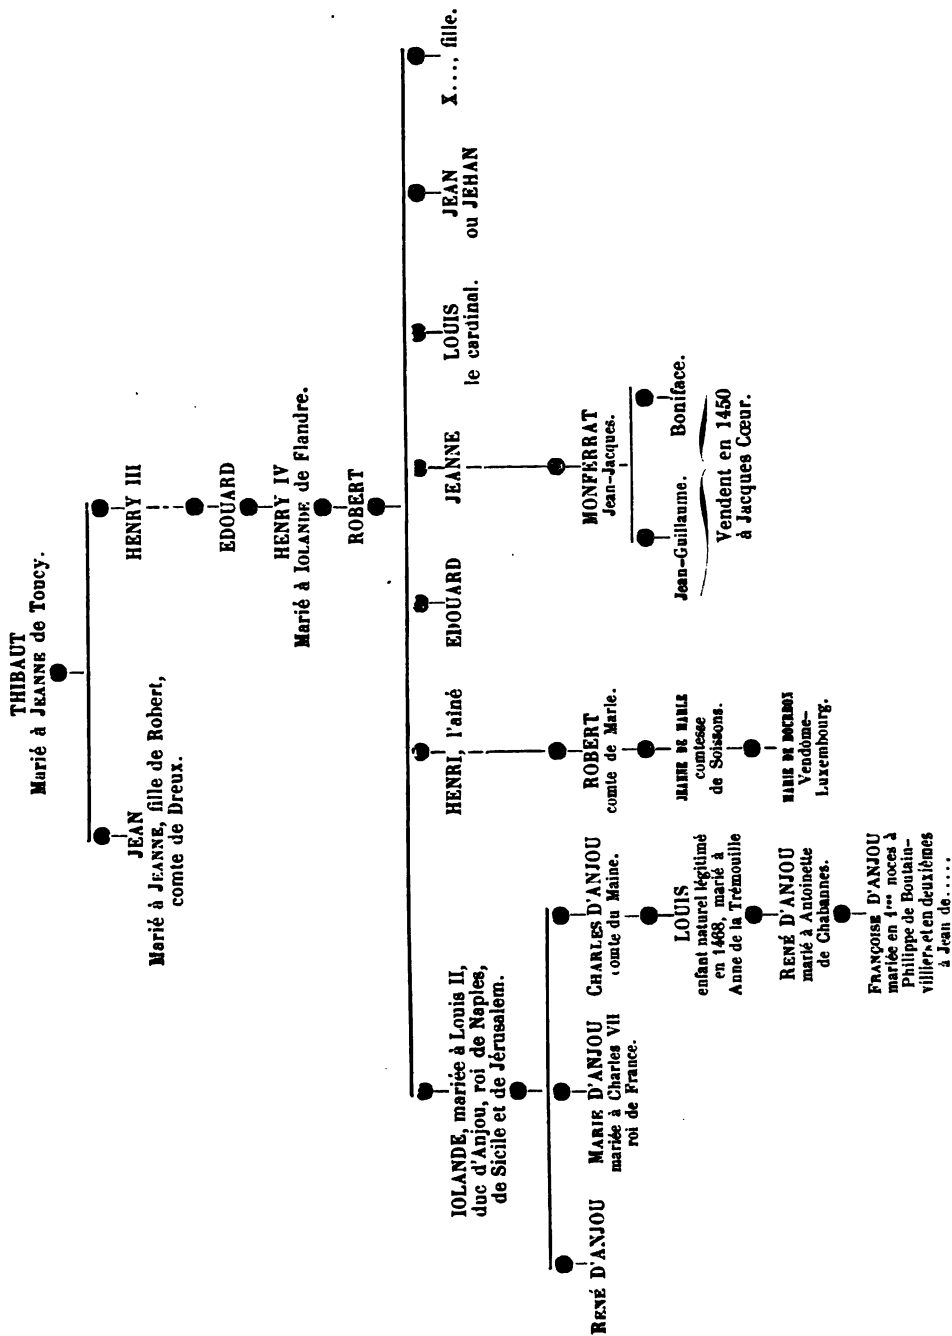 THIBAUT
Marié à JEANNE de Toucy.
JEAN
Marié à JEANNE, fille de Robert,
comte de Dreux.
HENRY III
EDOUARD
HENRY IV
Marié à IOLANDE de Flandre.
ROBERT
IOLANDE, mariée à Louis II,
duc d'Anjou, roi de Naples,
de Sicile et de Jérusalem.
HENRI, l'ainé
EDOUARD
JEANNE
LOUIS
le cardinal.
JEAN
ou JEHAN
X...., fille.
RENÉ D'ANJOU
MARIE D'ANJOU
mariée à Charles VII
roi de France.
CHARLES D'ANJOU
comte du Maine.
LOUIS
enfant naturel légitimé
en 1468, marié à
Anne de la Trémouille
RENÉ D'ANJOU
marié à Antoinette
de Chabannes.
FRANÇOISE D'ANJOU
mariée en 1res noces à
Philippe de Boutain-
villiers et en deuxièmes
à Jean de.....
ROBERT
comte de Marle.
JEANNE DE MARLE
comtesse
de Soissons.
MARIE DE BOURBON
Vendôme-
Luxembourg.
MONFERRAT
Jean-Jacques.
Jean-Guillaume.
Boniface.
Vendent en 1450
à Jacques Cœur.